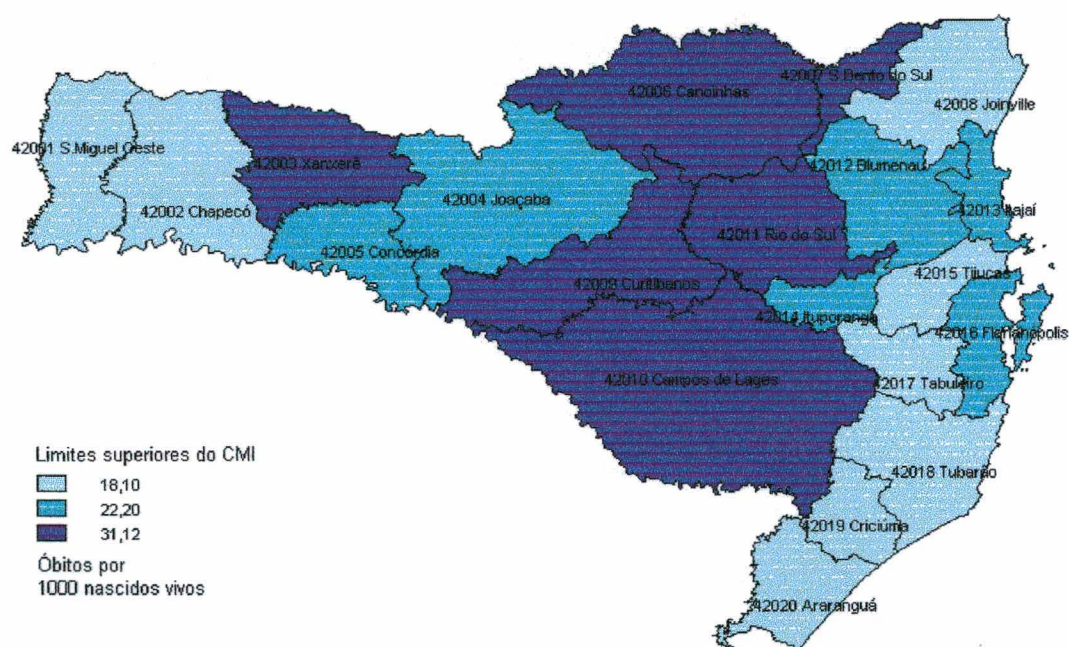 42006 Canoinhas
42007 S.Bento do Sul
42008 Joinville
42001 S.Miguel Oeste
42003 Xanxerê
42012 Blumenau
42002 Chapecó
42004 Joaçaba
42013 Itajaí
42011 Rio do Sul
42005 Concórdia
42015 Tijucas
42009 Curitibanos
42014 Ituporanga
42016 Florianópolis
42010 Campos de Lages
42017 Tabuleiro
42018 Tubarão
42019 Criciúma
42020 Araranguá
Limites superiores do CMI
18,10
22,20
31,12
Óbitos por
1000 nascidos vivos